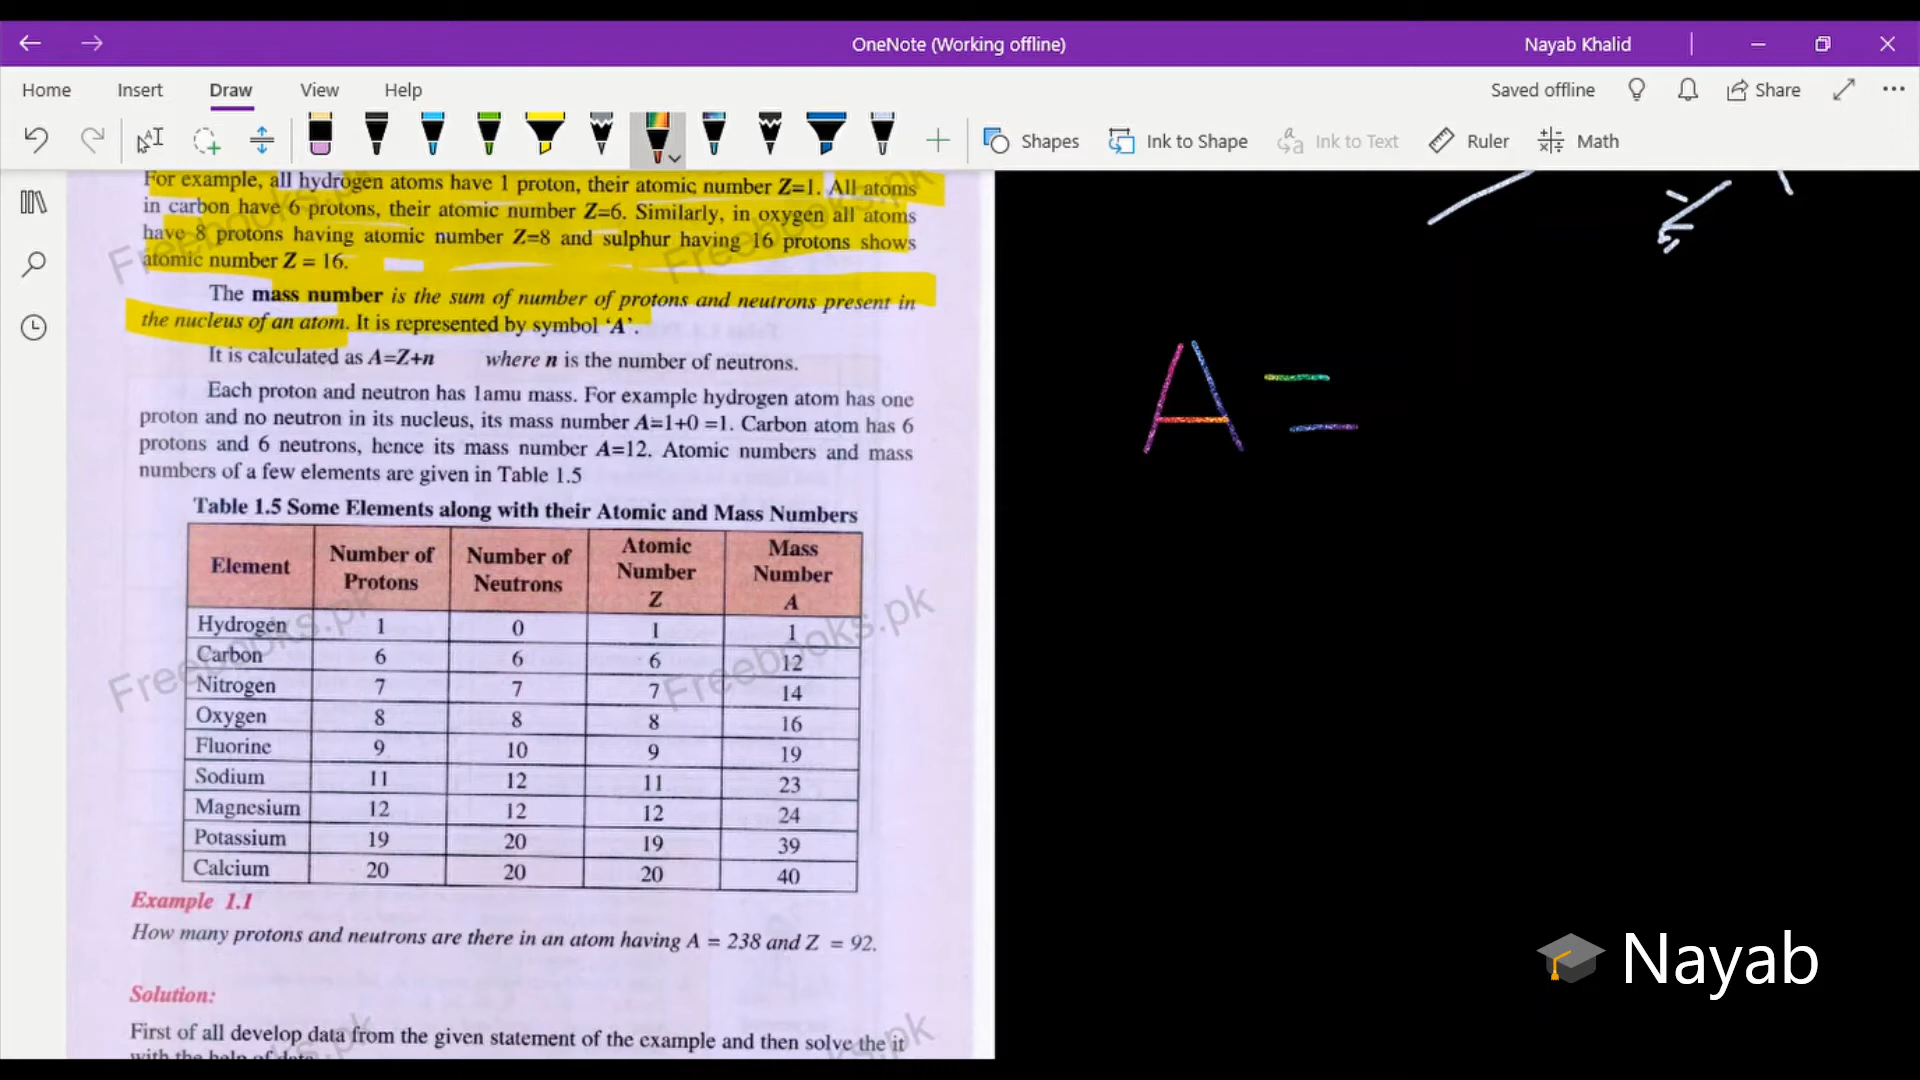 OneNote (Working offline)
Nayab Khalid
Home Insert Draw View Help
Saved offline
Share
Shapes
Ink to Shape
Ink to Text
Ruler
Math
For example, all hydrogen atoms have 1 proton, their atomic number Z=1. All atoms
in carbon have 6 protons, their atomic number Z=6. Similarly, in oxygen all atoms
have 8 protons having atomic number Z=8 and sulphur having 16 protons shows
atomic number Z = 16.
The mass number is the sum of number of protons and neutrons present in
the nucleus of an atom. It is represented by symbol ‘A’.
It is calculated as A=Z+n where n is the number of neutrons.
Each proton and neutron has 1amu mass. For example hydrogen atom has one
proton and no neutron in its nucleus, its mass number A=1+0 =1. Carbon atom has 6
protons and 6 neutrons, hence its mass number A=12. Atomic numbers and mass
numbers of a few elements are given in Table 1.5
Table 1.5 Some Elements along with their Atomic and Mass Numbers
Element Number of Protons Number of Neutrons Atomic Number Z Mass Number A
Hydrogen 1 0 1 1
Carbon 6 6 6 12
Nitrogen 7 7 7 14
Oxygen 8 8 8 16
Fluorine 9 10 9 19
Sodium 11 12 11 23
Magnesium 12 12 12 24
Potassium 19 20 19 39
Calcium 20 20 20 40
Example 1.1
How many protons and neutrons are there in an atom having A = 238 and Z = 92.
Solution:
First of all develop data from the given statement of the example and then solve the it
with the help of data
A =
Nayab
Freebooks.pk
Freebooks.pk
Freebooks.pk
Freebooks.pk